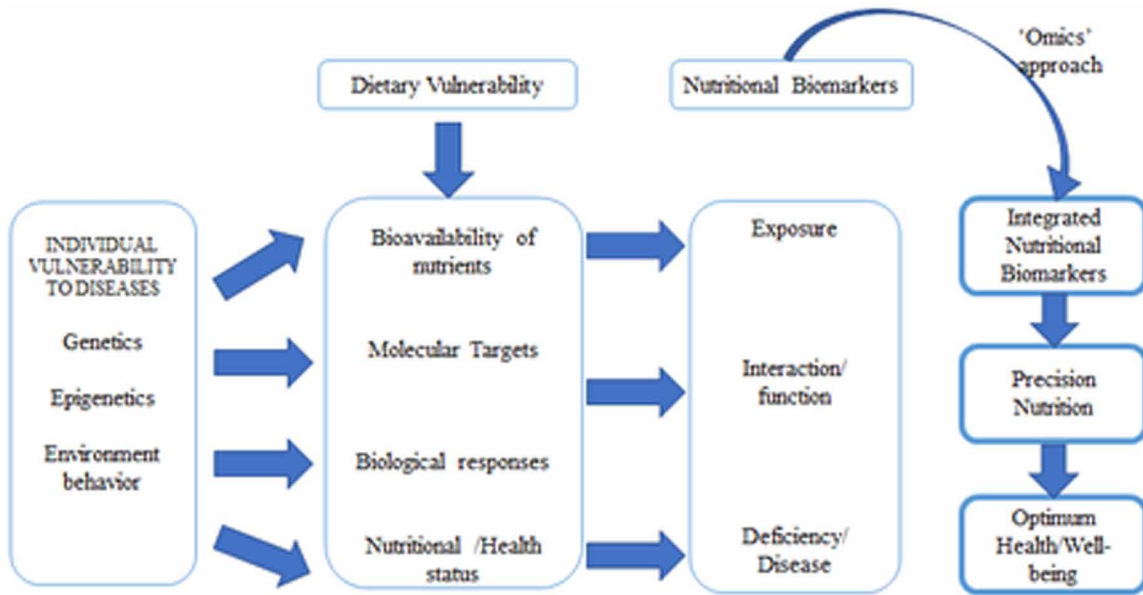 'Omics'
approach
Dietary Vulnerability
Nutritional Biomarkers
INDIVIDUAL
VULNERABILITY
TO DISEASES
Genetics
Epigenetics
Environment
behavior
Bioavailability of
nutrients
Molecular Targets
Biological responses
Nutritional /Health
status
Exposure
Interaction/
function
Deficiency/
Disease
Integrated
Nutritional
Biomarkers
Precision
Nutrition
Optimum
Health/Well-
being